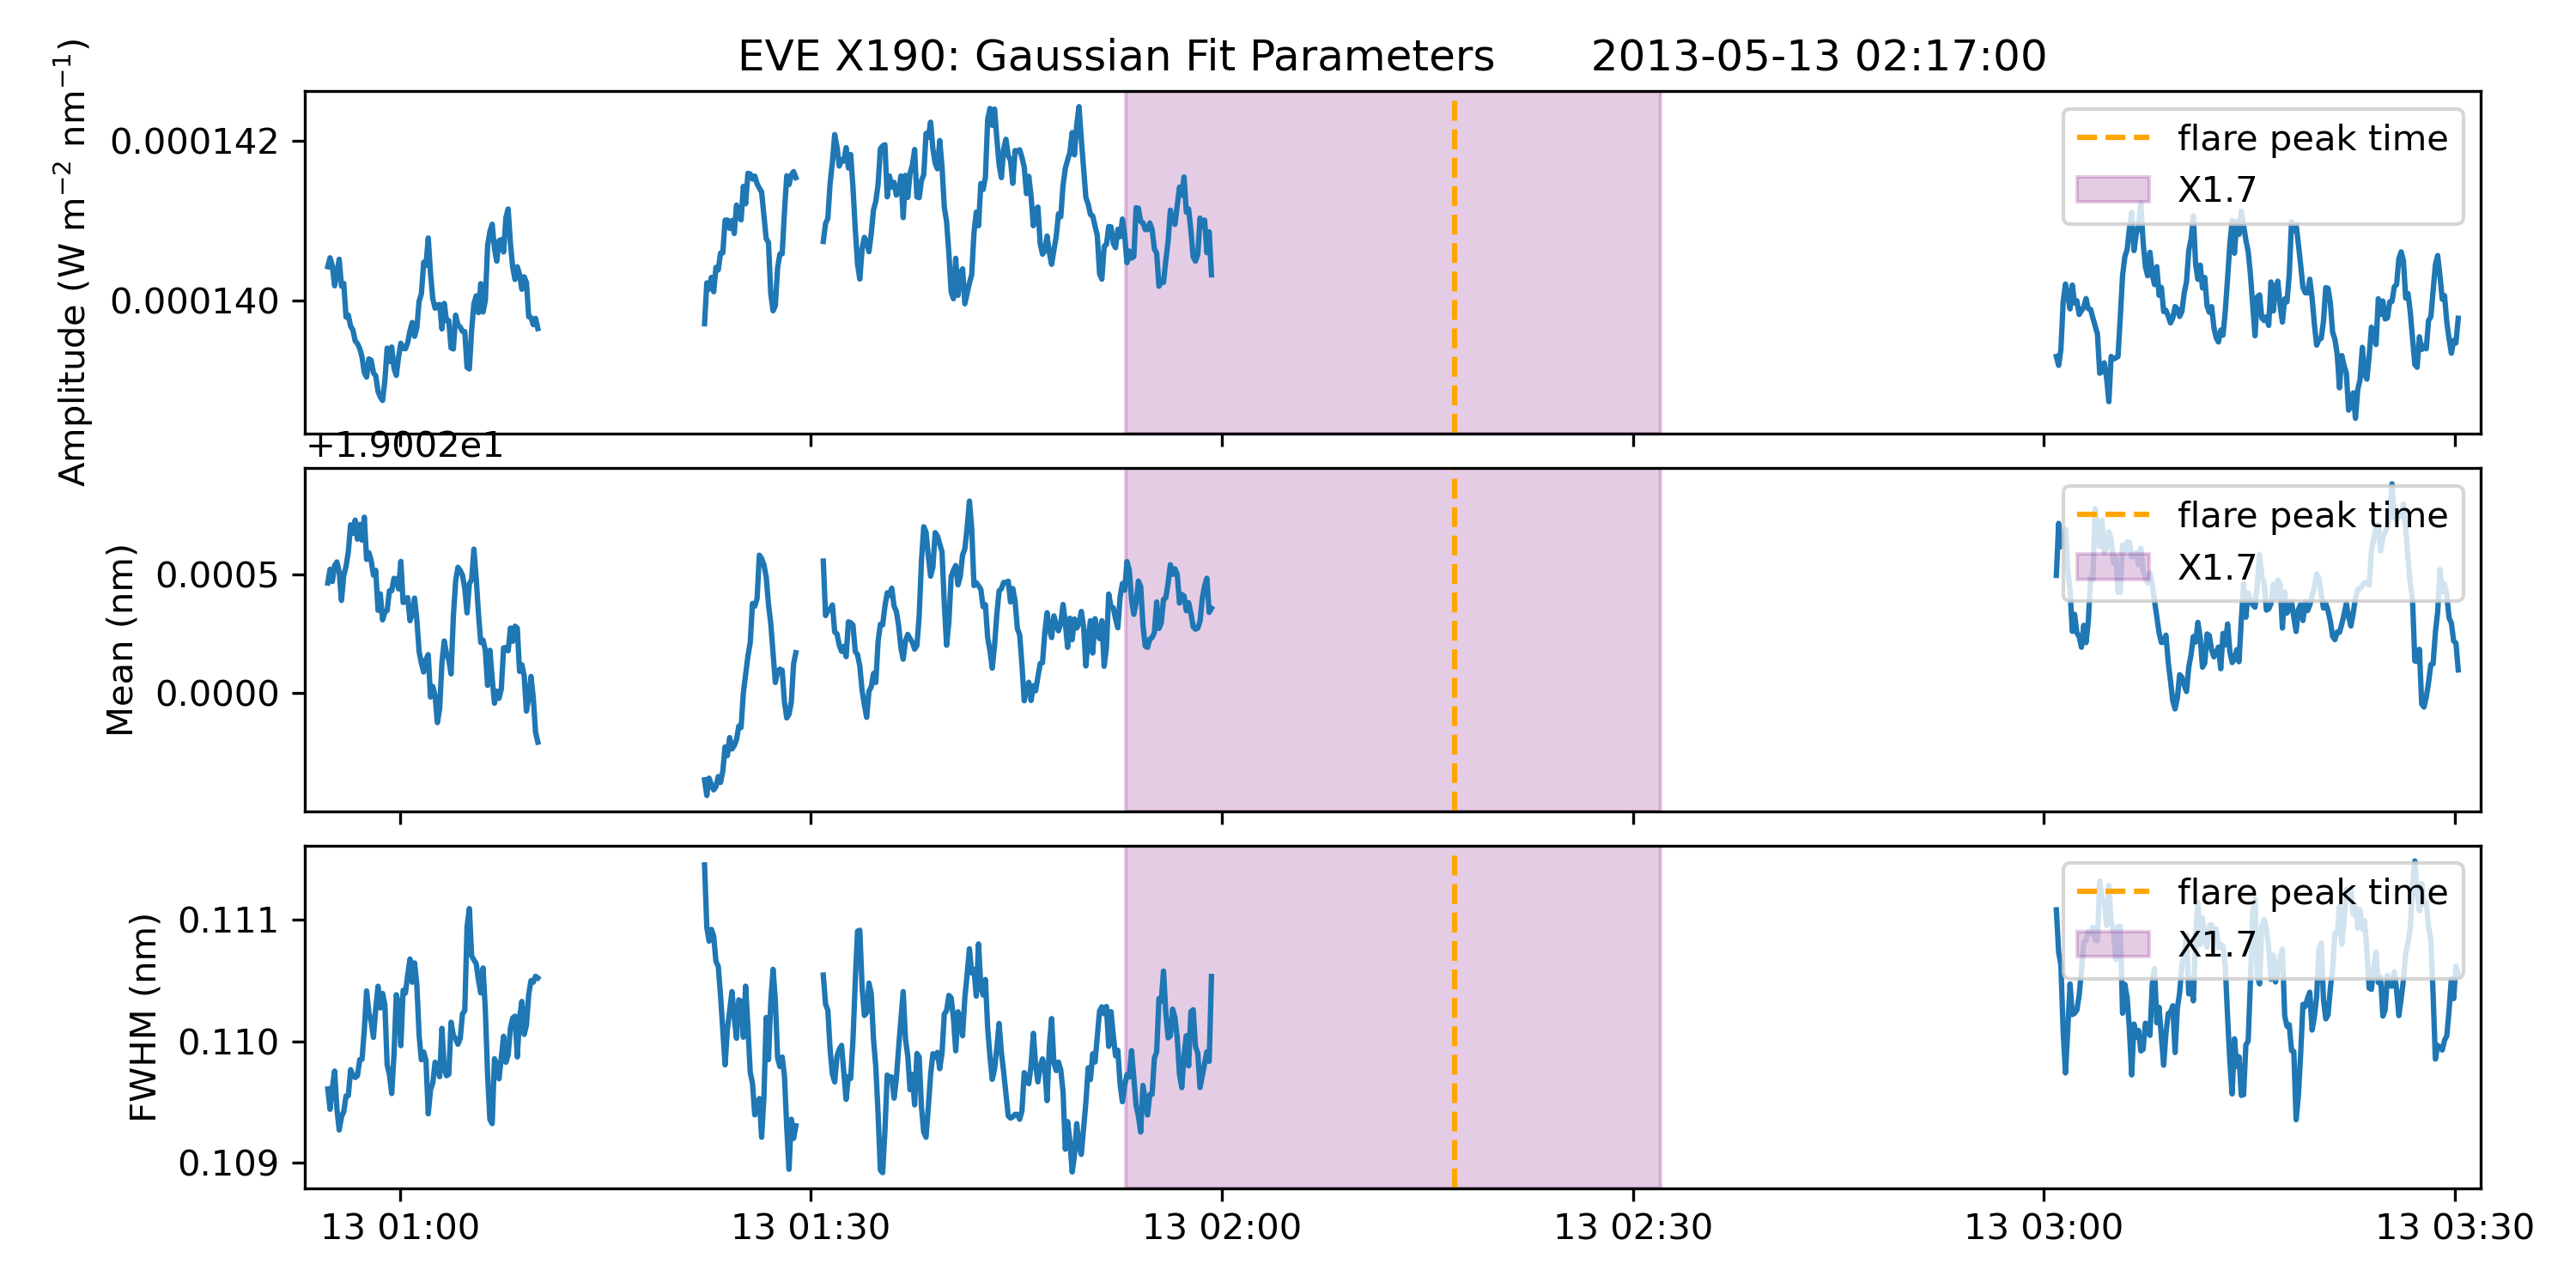 EVE X190: Gaussian Fit Parameters 2013-05-13 02:17:00
Amplitude (W m⁻² nm⁻¹)
0.000142
0.000140
flare peak time
X1.7
+1.9002e1
Mean (nm)
0.0005
0.0000
flare peak time
X1.7
FWHM (nm)
0.111
0.110
0.109
flare peak time
X1.7
13 01:00 13 01:30 13 02:00 13 02:30 13 03:00 13 03:30